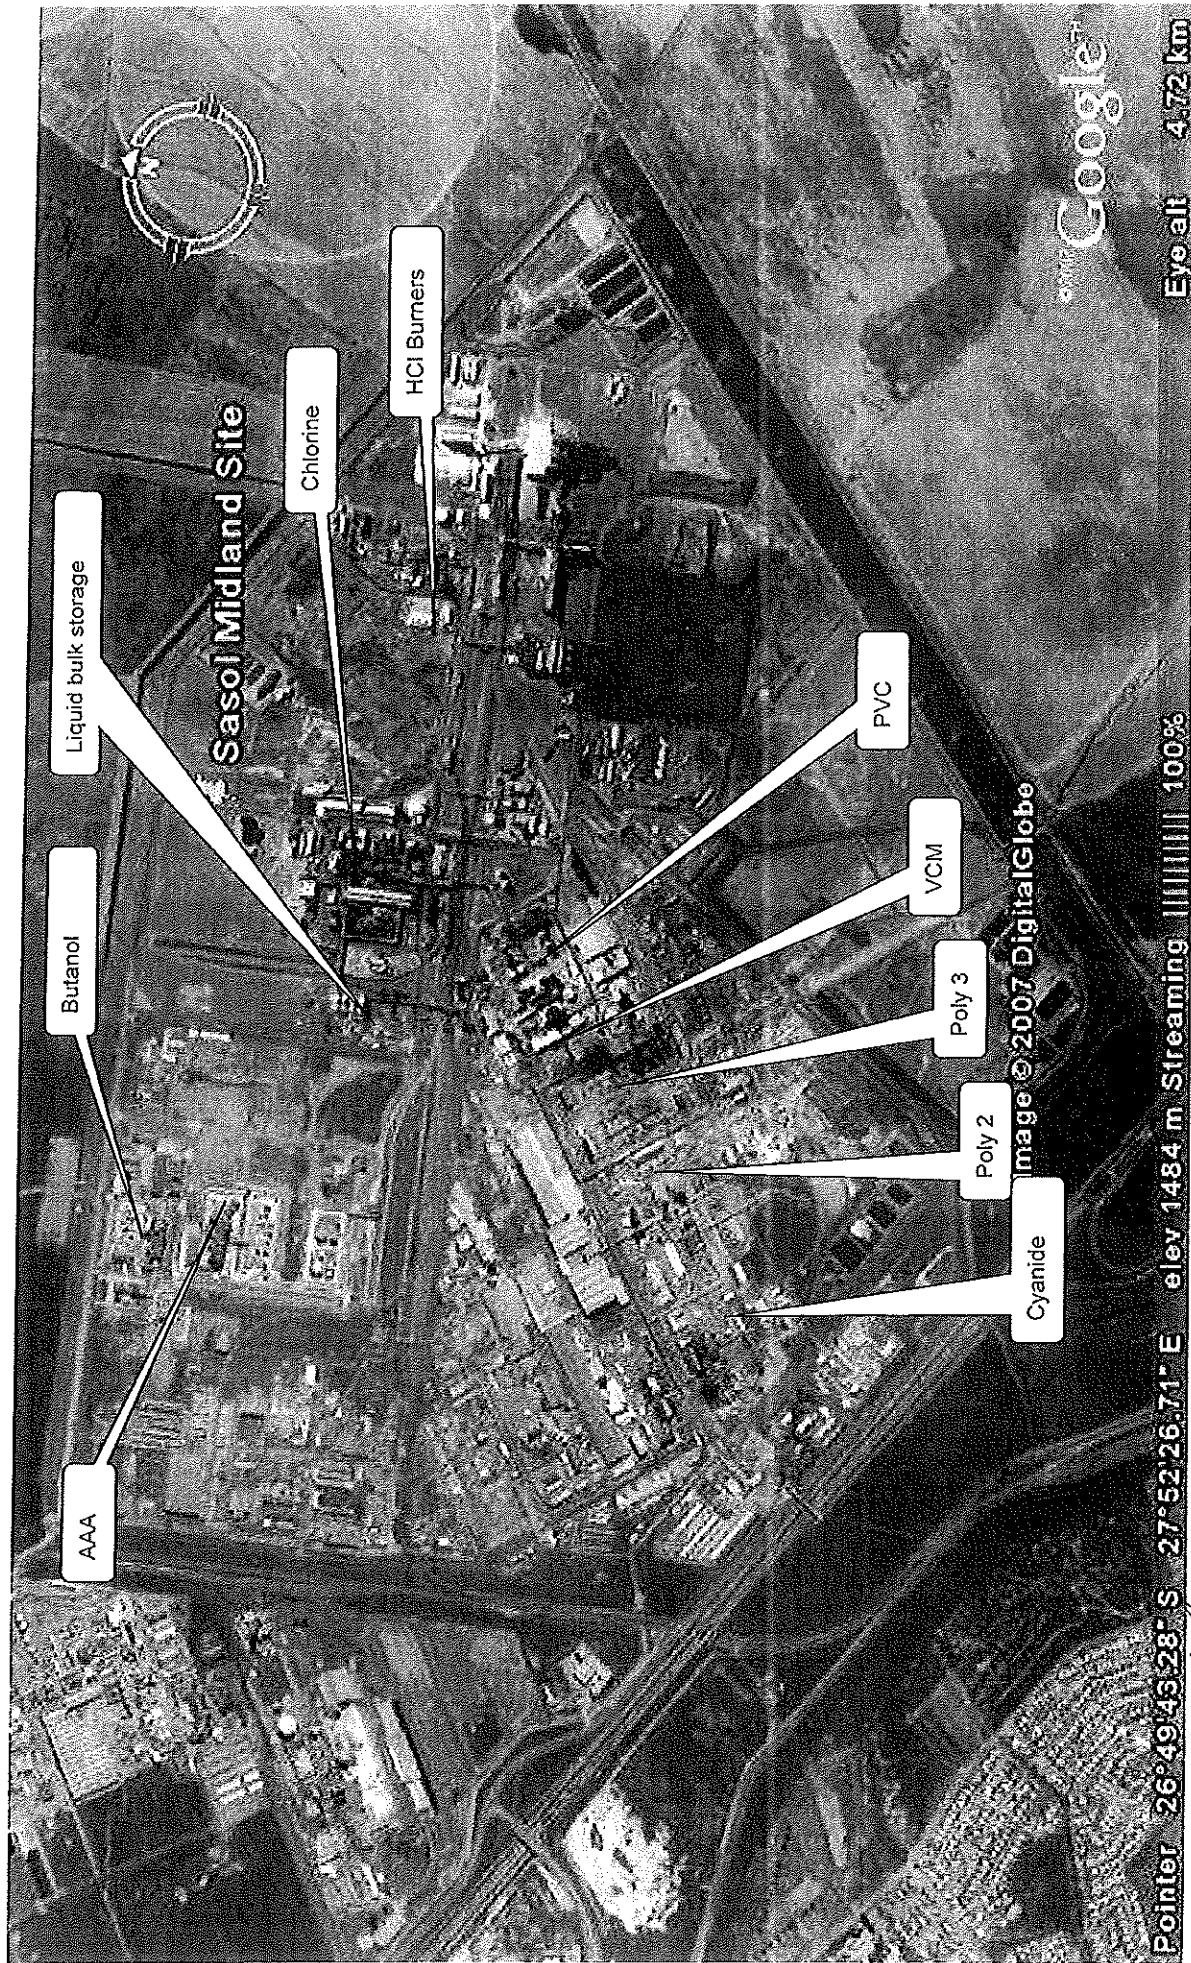 AAA
Butanol
Liquid bulk storage
Sasol Midland Site
Chlorine
HCl Burners
N
PVC
VCM
Poly 3
Poly 2
Cyanide
Image © 2007 DigitalGlobe
©2007 Google™
Pointer 26°49'43.28" S 27°52'26.71" E elev 1484 m Streaming |||||||||| 100% Eye alt 4.72 km